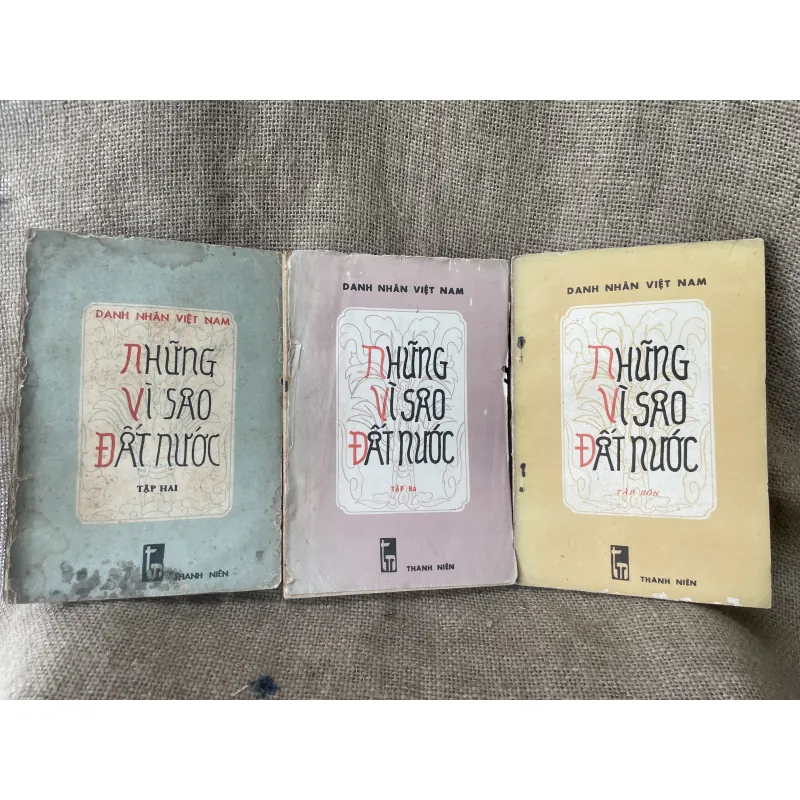 DANH NHÂN VIỆT NAM
NHỮNG
VÌ SAO
ĐẤT NƯỚC
TẬP HAI
THANH NIÊN
DANH NHÂN VIỆT NAM
NHỮNG
VÌ SAO
ĐẤT NƯỚC
TẬP BA
THANH NIÊN
DANH NHÂN VIỆT NAM
NHỮNG
VÌ SAO
ĐẤT NƯỚC
TẬP BỐN
THANH NIÊN